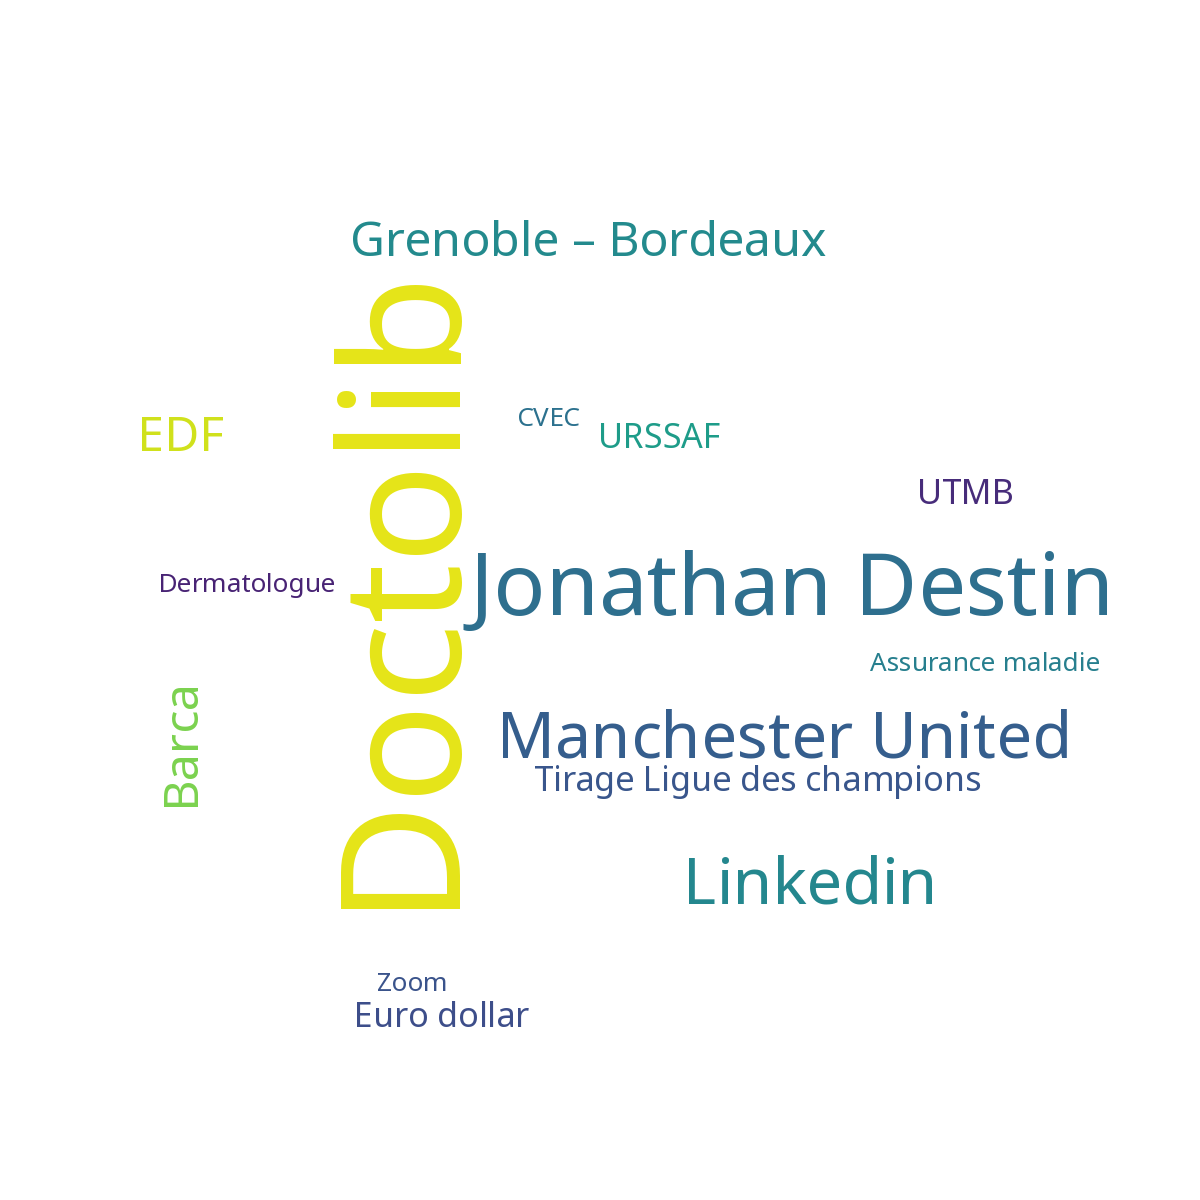 Grenoble – Bordeaux
Doctolib
EDF
CVEC
URSSAF
UTMB
Dermatologue
Jonathan Destin
Assurance maladie
Barca
Manchester United
Tirage Ligue des champions
Linkedin
Zoom
Euro dollar